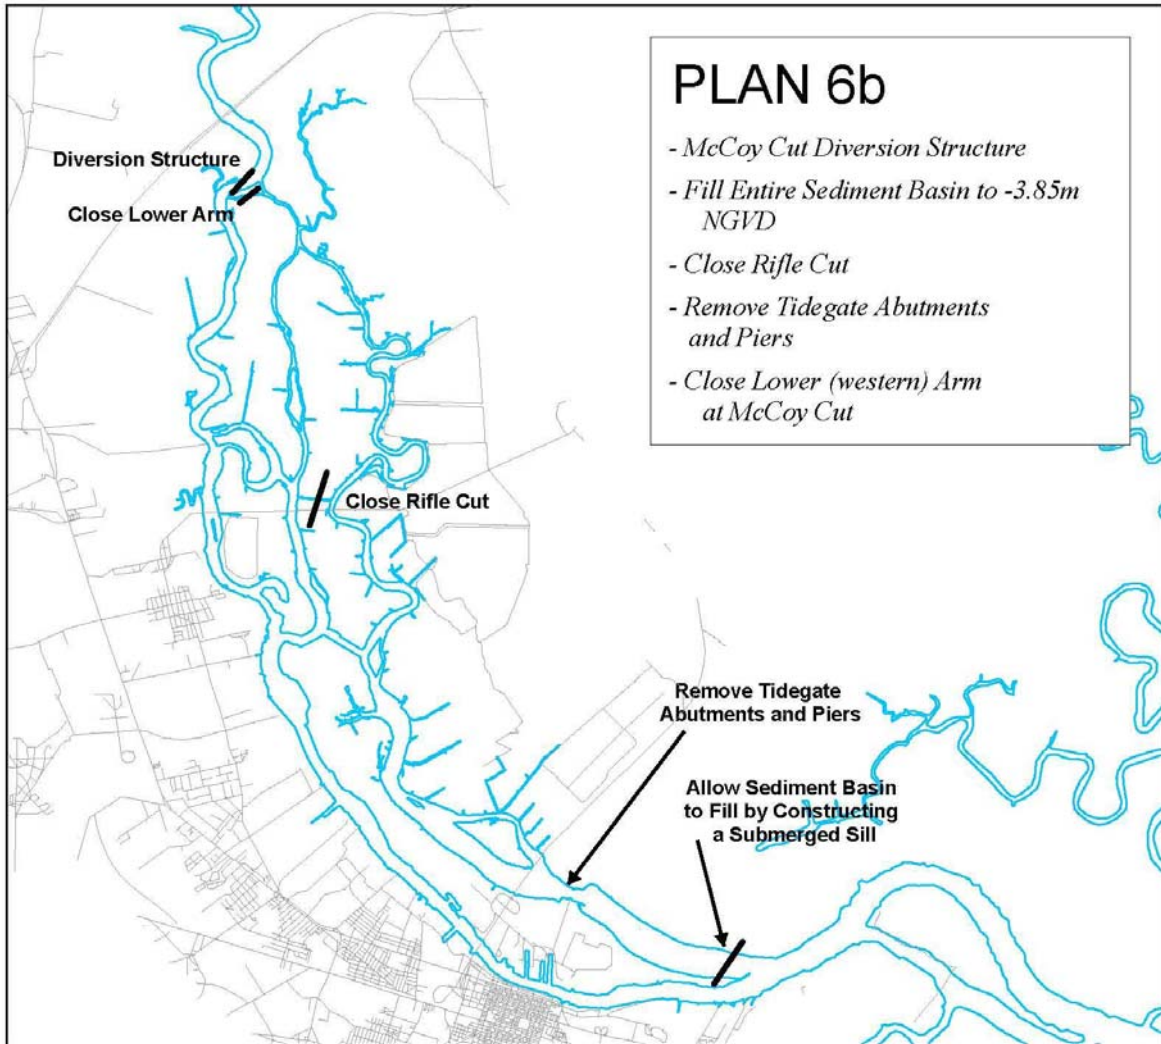 PLAN 6b
- McCoy Cut Diversion Structure
- Fill Entire Sediment Basin to -3.85m
NGVD
- Close Rifle Cut
- Remove Tidegate Abutments
and Piers
- Close Lower (western) Arm
at McCoy Cut
Diversion Structure
Close Lower Arm
Close Rifle Cut
Remove Tidegate
Abutments and Piers
Allow Sediment Basin
to Fill by Constructing
a Submerged Sill